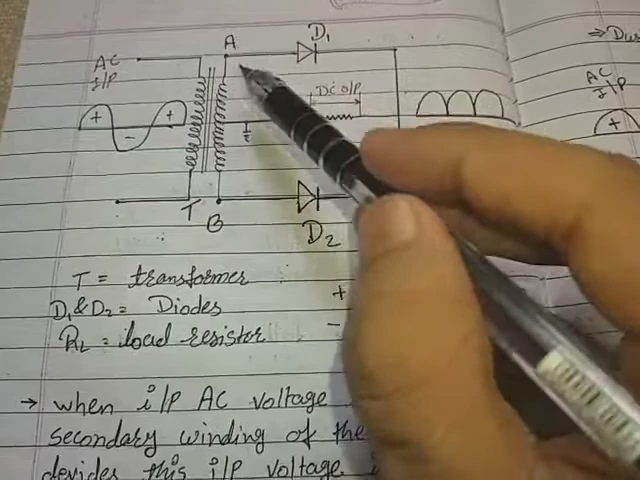 A
D1
→ Du
AC
I/P
AC
I/P
DC O/P
+
-
+
+
T
B
D2
T = transformer
D1 & D2 = Diodes
RL = load resistor
+
-
→ when i/p AC voltage
secondary winding of the
devides this i/p voltage